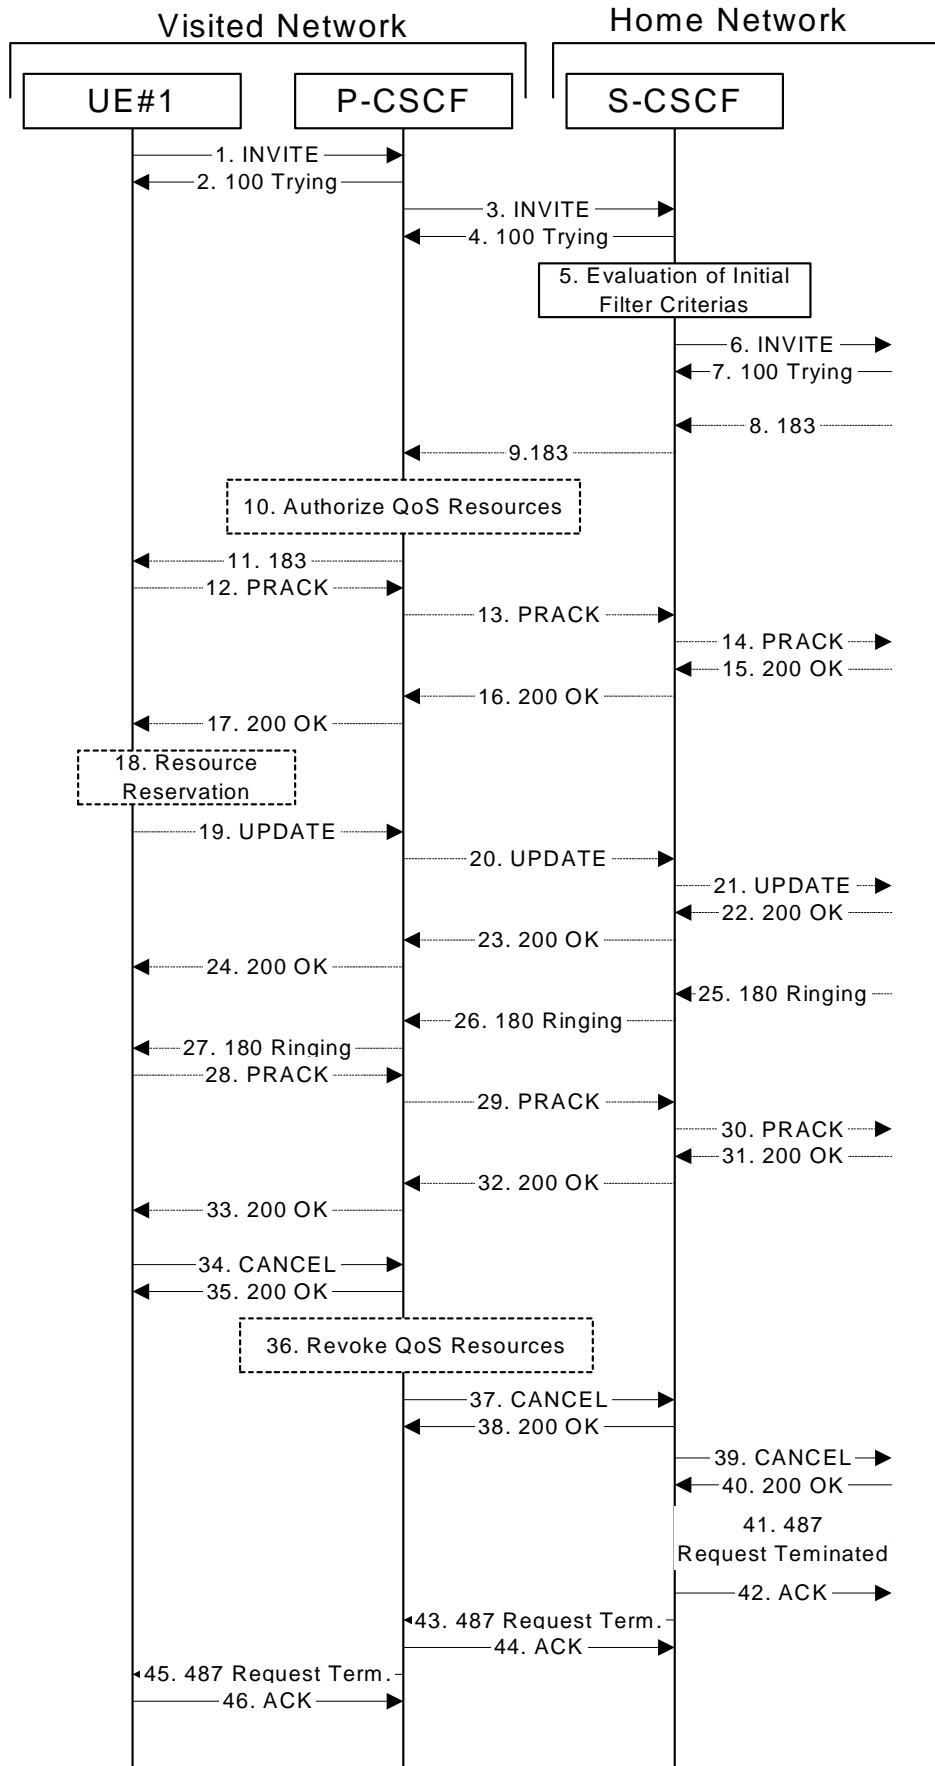 Visited Network
Home Network
UE#1
P-CSCF
S-CSCF
1. INVITE
2. 100 Trying
3. INVITE
4. 100 Trying
5. Evaluation of Initial
Filter Criterias
6. INVITE
7. 100 Trying
8. 183
9.183
10. Authorize QoS Resources
11. 183
12. PRACK
13. PRACK
14. PRACK
15. 200 OK
16. 200 OK
17. 200 OK
18. Resource
Reservation
19. UPDATE
20. UPDATE
21. UPDATE
22. 200 OK
23. 200 OK
24. 200 OK
25. 180 Ringing
26. 180 Ringing
27. 180 Ringing
28. PRACK
29. PRACK
30. PRACK
31. 200 OK
32. 200 OK
33. 200 OK
34. CANCEL
35. 200 OK
36. Revoke QoS Resources
37. CANCEL
38. 200 OK
39. CANCEL
40. 200 OK
41. 487
Request Teminated
42. ACK
43. 487 Request Term.
44. ACK
45. 487 Request Term.
46. ACK